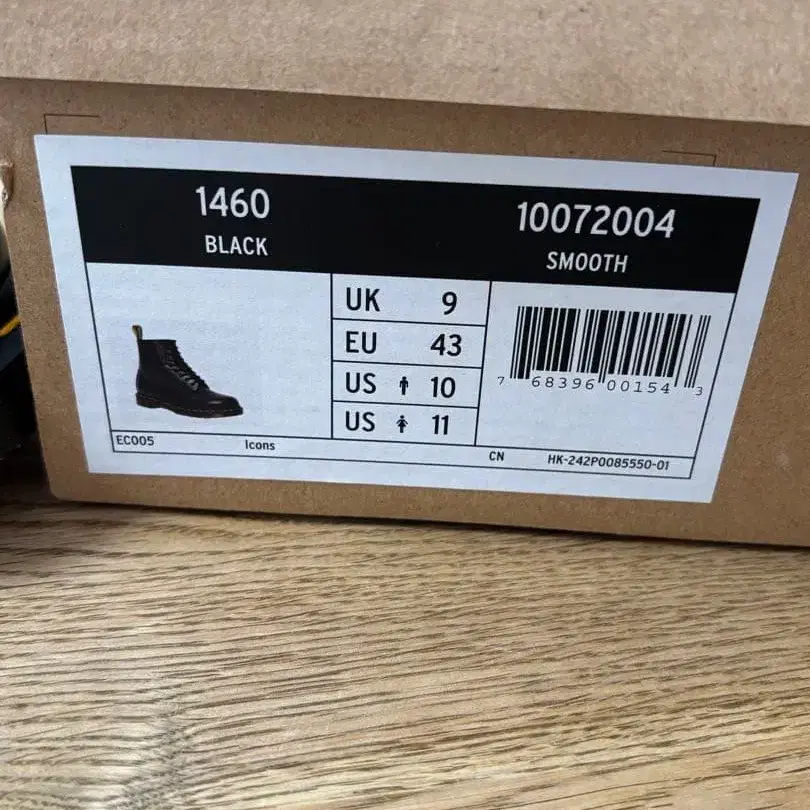 1460
BLACK
10072004
SMOOTH
UK 9
EU 43
US 10
US 11
7 68396 00154 3
EC005
Icons
CN
HK-242P0085550-01